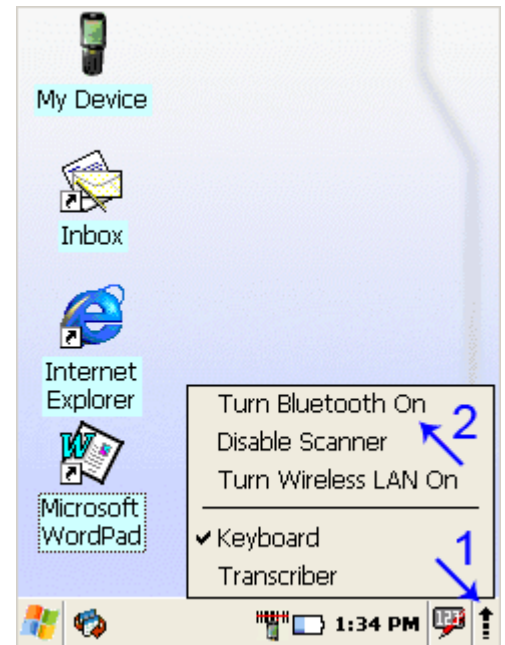 My Device
Inbox
Internet
Explorer
Microsoft
WordPad
Turn Bluetooth On
2
Disable Scanner
Turn Wireless LAN On
Keyboard
1
Transcriber
1:34 PM
123